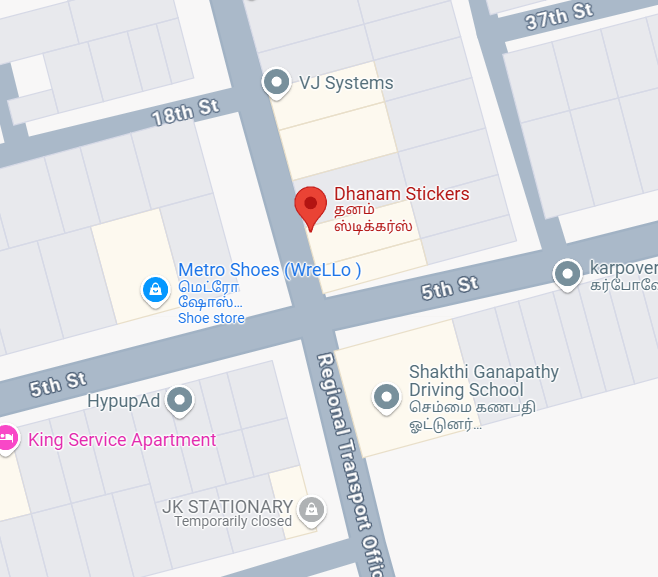 37th St
VJ Systems
18th St
Dhanam Stickers
தனம்
ஸ்டிக்கர்ஸ்
Metro Shoes (WreLLo )
மெட்ரோ
ஷோஸ்...
Shoe store
5th St
karpover
கர்போவே
5th St
HypupAd
Shakthi Ganapathy
Driving School
செம்மை கணபதி
ஓட்டுனர்...
King Service Apartment
Regional Transport Offic
JK STATIONARY
Temporarily closed